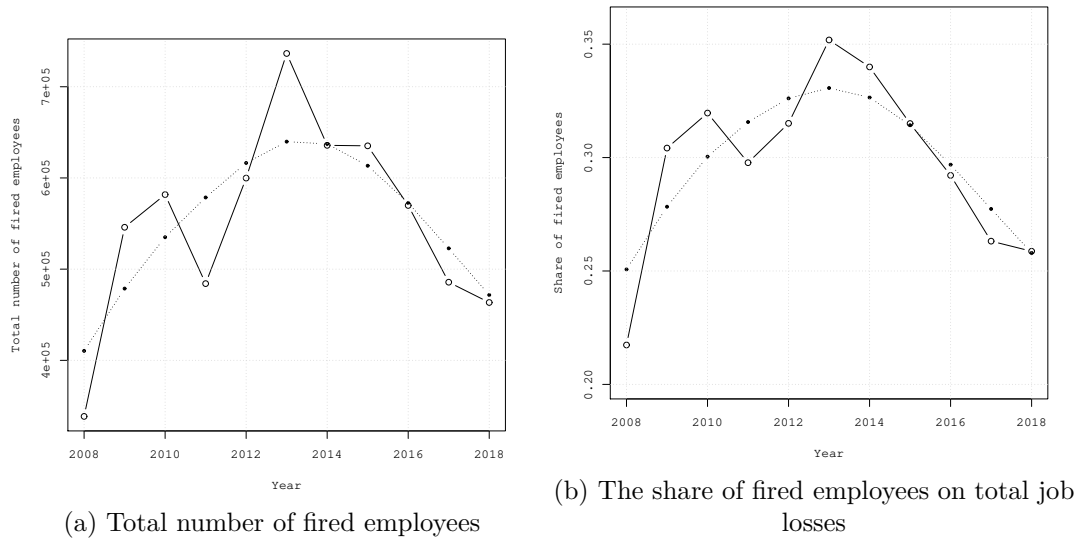 Total number of fired employees
7e+05
6e+05
5e+05
4e+05
2008 2010 2012 2014 2016 2018
Year
(a) Total number of fired employees
Share of fired employees
0.35
0.30
0.25
0.20
2008 2010 2012 2014 2016 2018
Year
(b) The share of fired employees on total job
losses